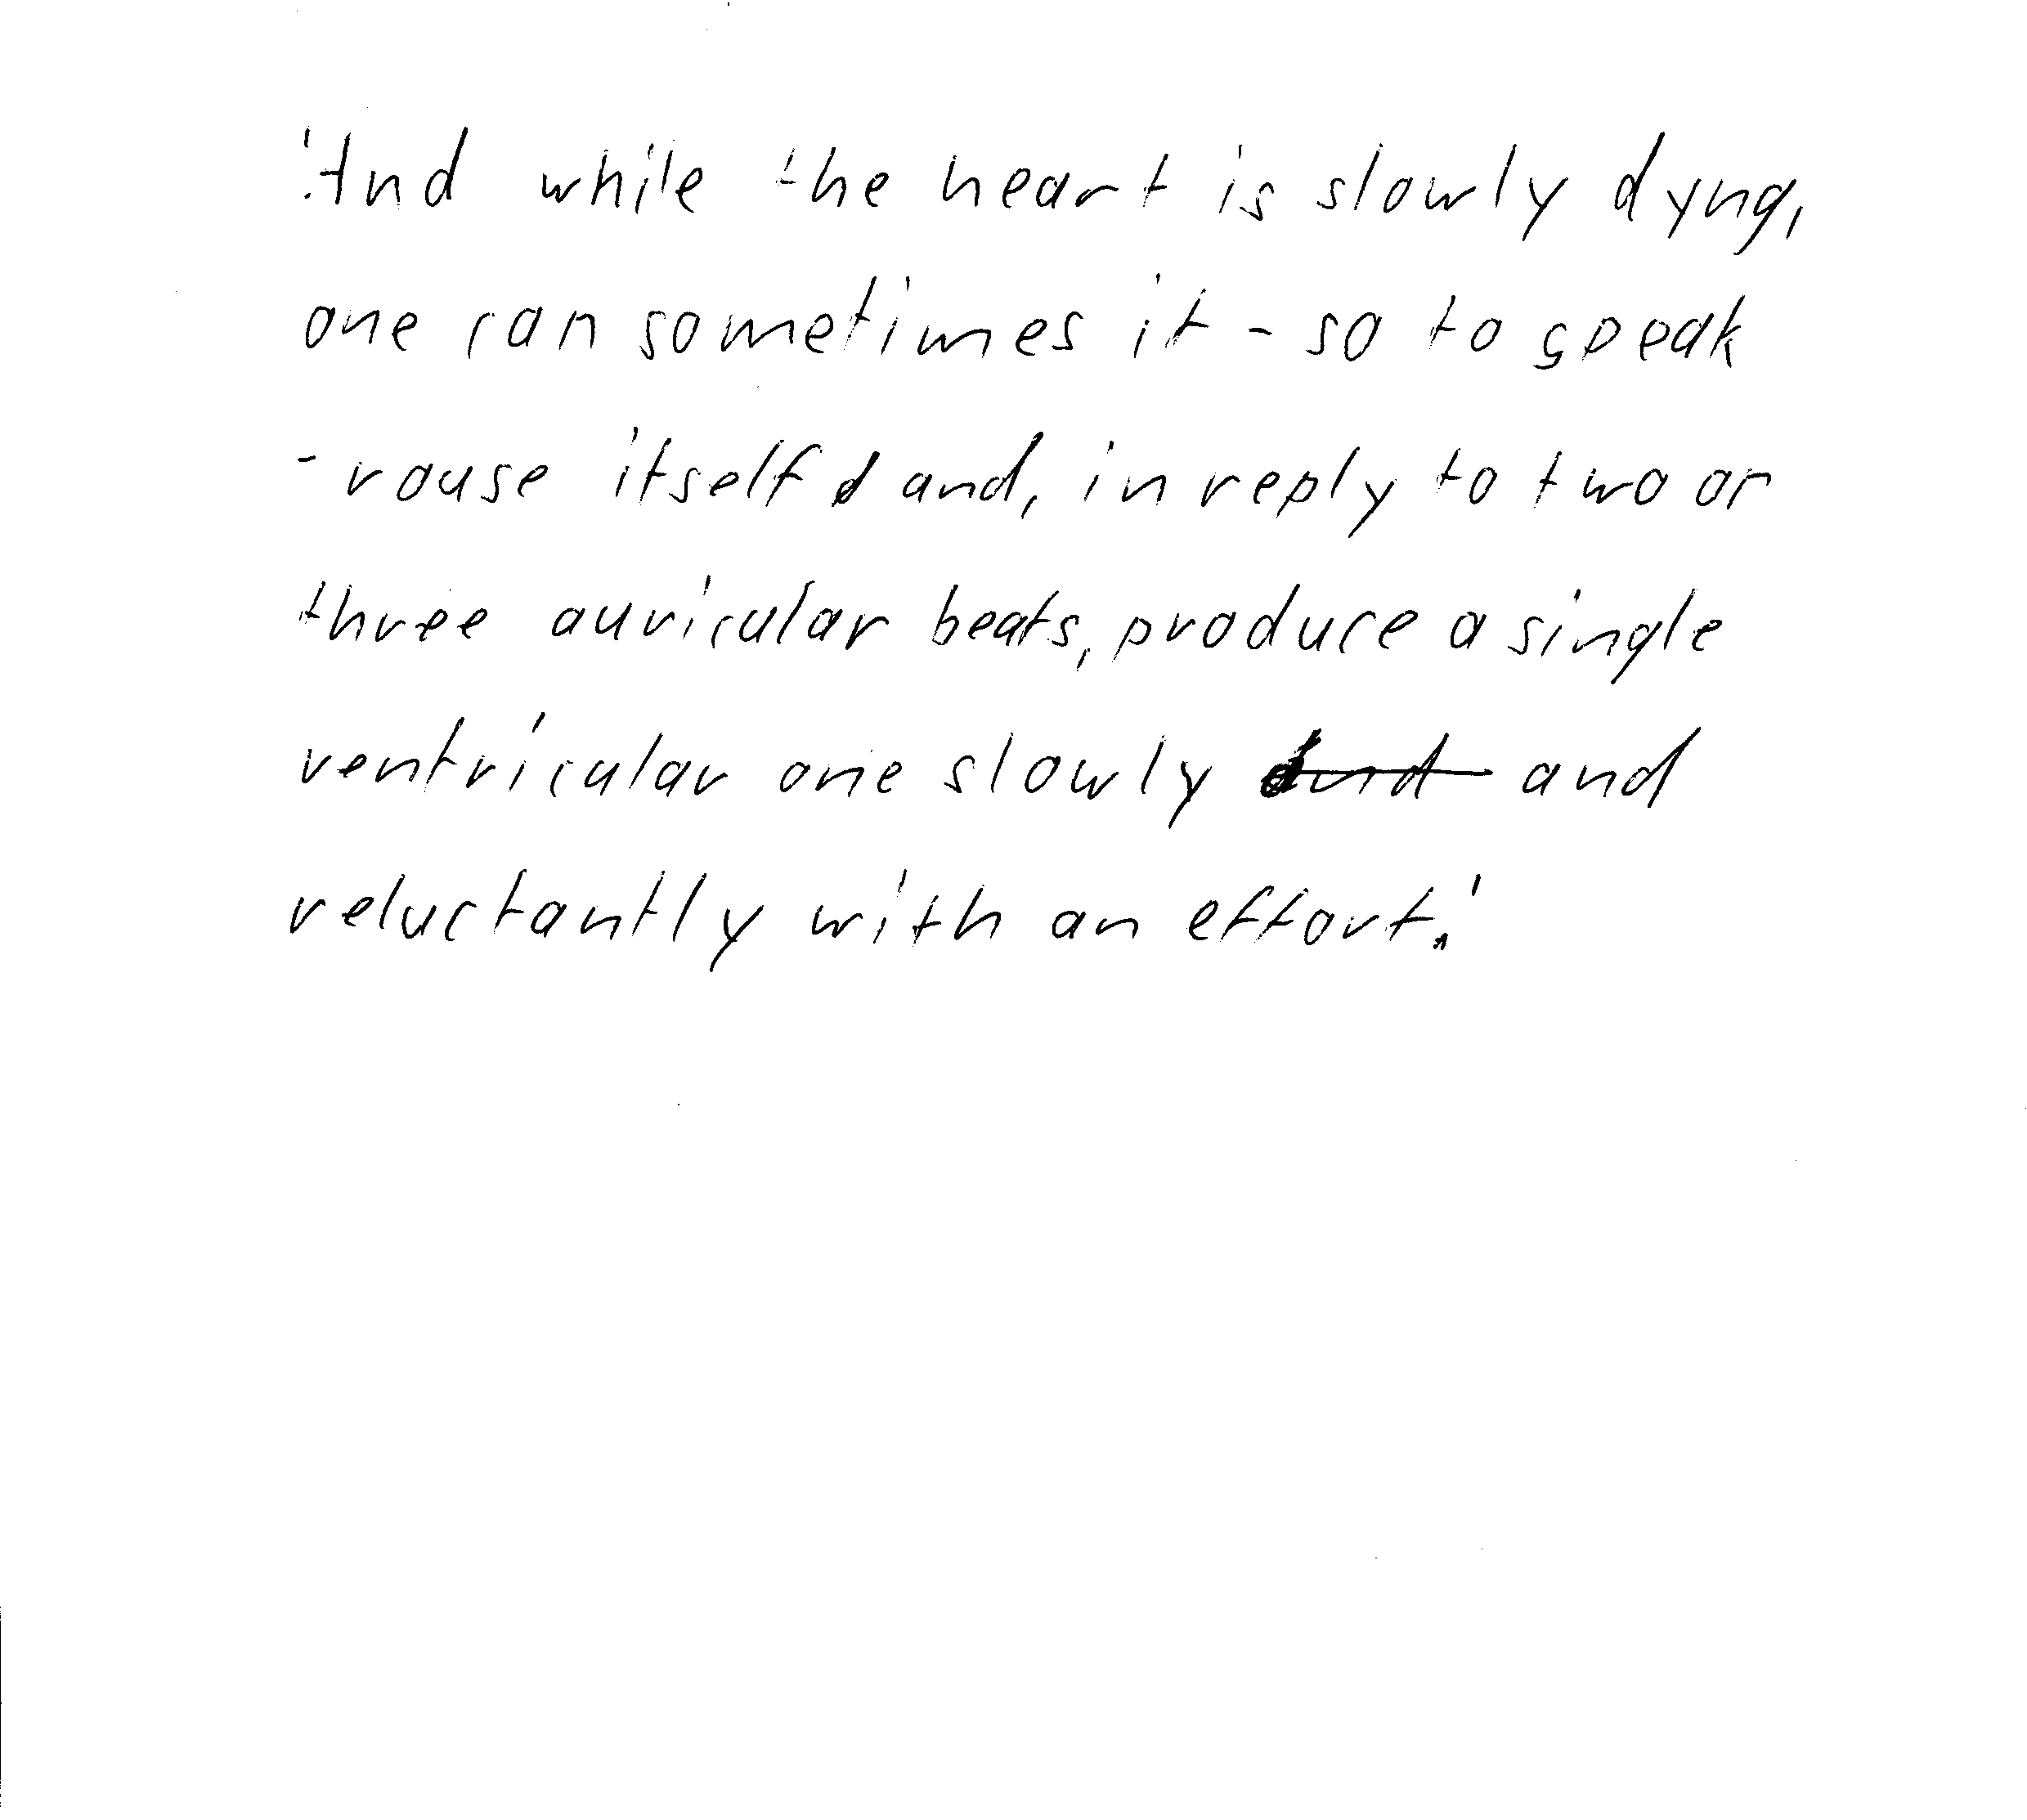 'And while the heart is slowly dyng,
one can sometimes it - so to speak
- rouse itself and, in reply to two or
three auricular beats, produce a single
ventricular one slowly and
reluctantly with an effort.'